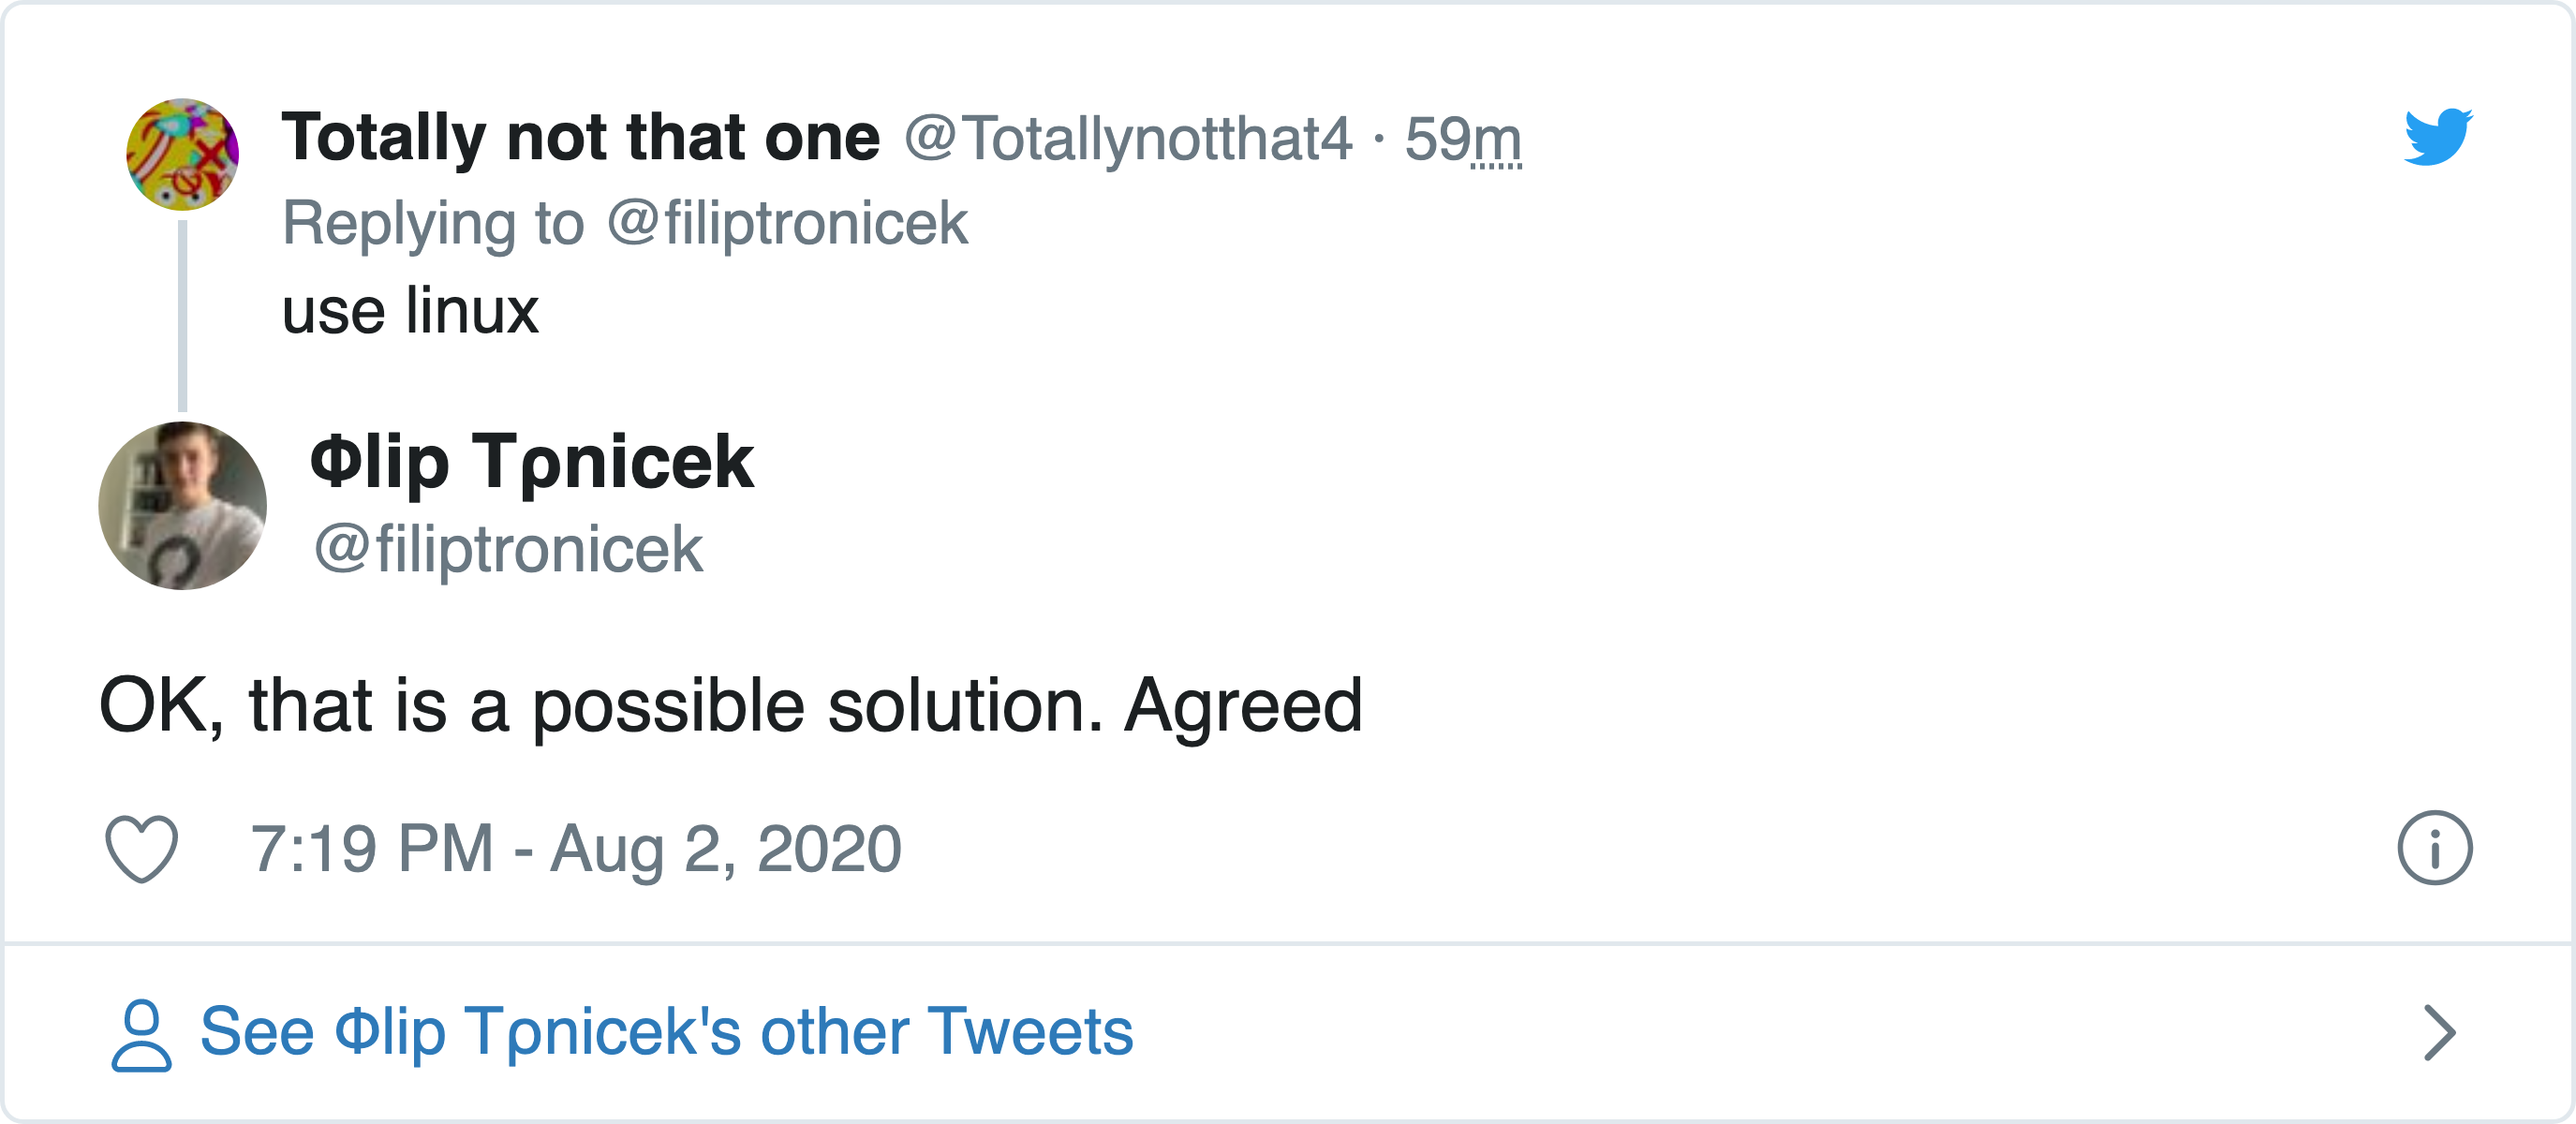 Totally not that one @Totallynotthat4 · 59m
Replying to @filiptronicek
use linux
Φlip Tρnicek
@filiptronicek
OK, that is a possible solution. Agreed
7:19 PM - Aug 2, 2020
See Φlip Tρnicek's other Tweets